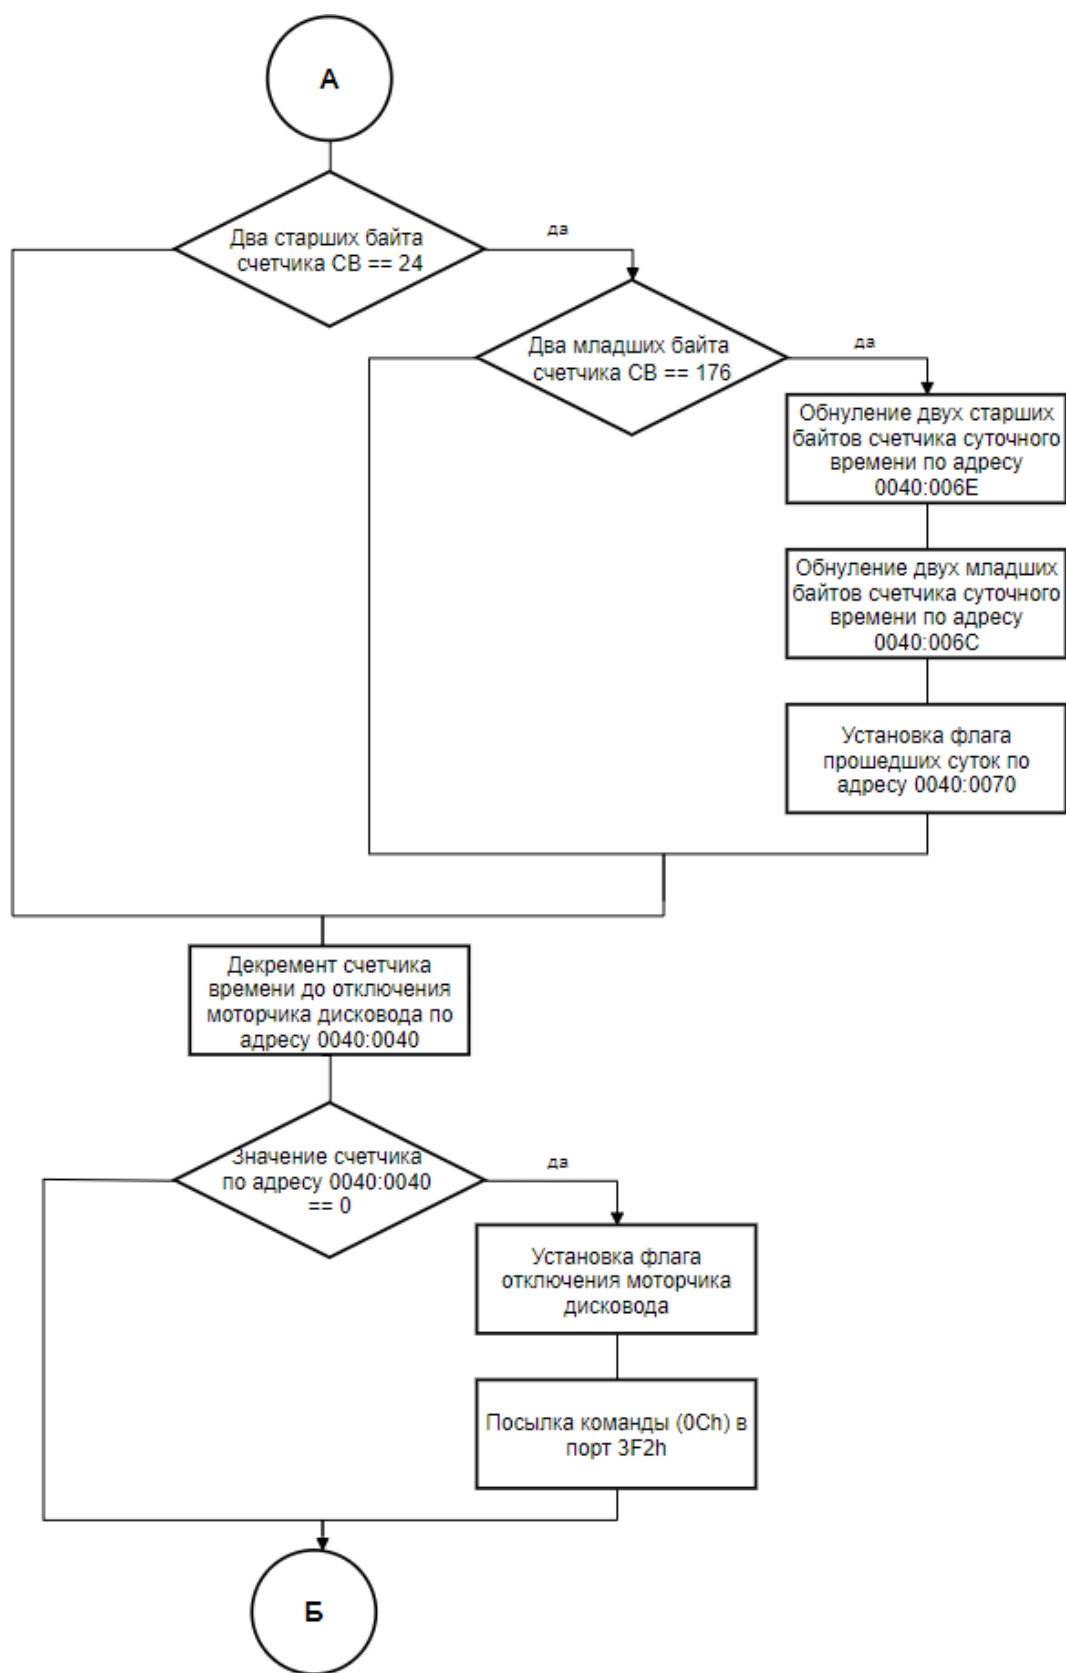 А
Два старших байта
счетчика СВ == 24
да
Два младших байта
счетчика СВ == 176
да
Обнуление двух старших
байтов счетчика суточного
времени по адресу
0040:006E
Обнуление двух младших
байтов счетчика суточного
времени по адресу
0040:006C
Установка флага
прошедших суток по
адресу 0040:0070
Декремент счетчика
времени до отключения
моторчика дисковода по
адресу 0040:0040
Значение счетчика
по адресу 0040:0040
== 0
да
Установка флага
отключения моторчика
дисковода
Посылка команды (0Ch) в
порт 3F2h
Б